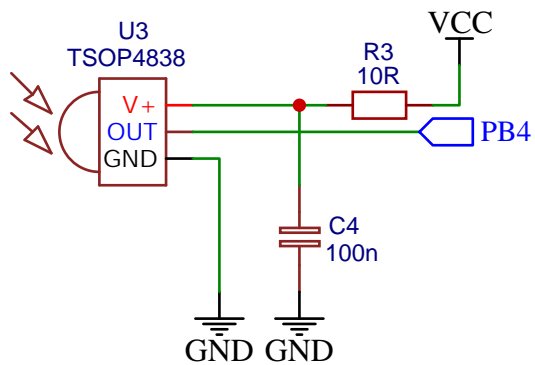 U3
TSOP4838
V+
OUT
GND
R3
10R
VCC
PB4
C4
100n
GND
GND